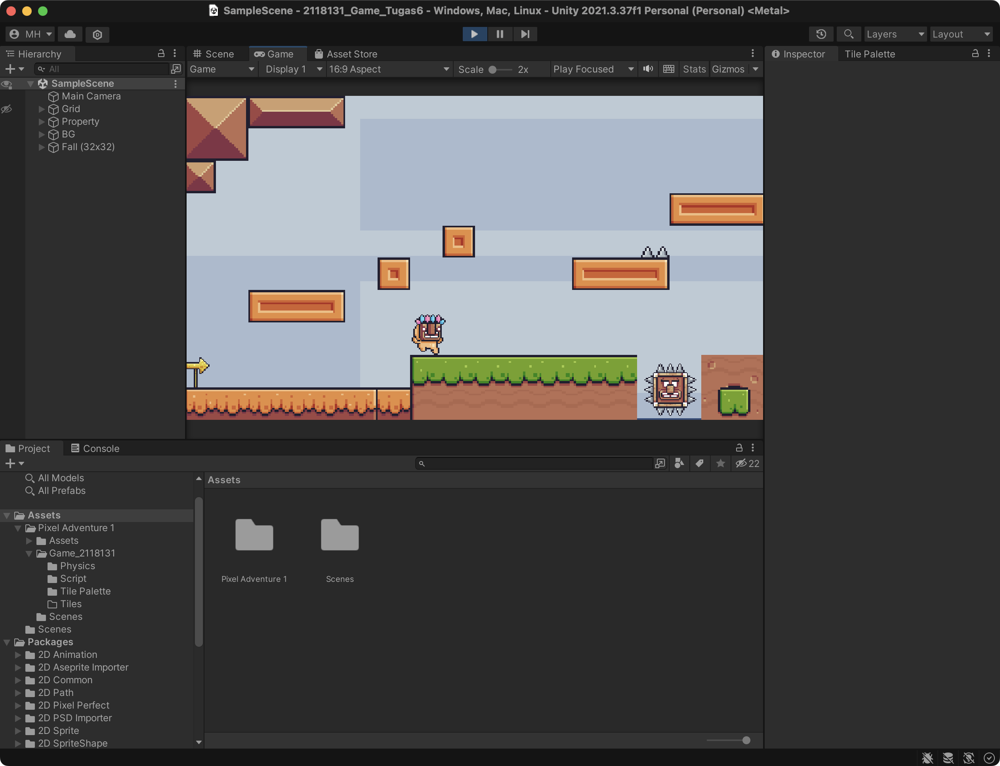 SampleScene - 2118131_Game_Tugas6 - Windows, Mac, Linux - Unity 2021.3.37f1 Personal (Personal) <Metal>
MH
Layers
Layout
Hierarchy
Scene
Game
Asset Store
Inspector
Tile Palette
All
Game
Display 1
16:9 Aspect
Scale
2x
Play Focused
Stats
Gizmos
SampleScene
Main Camera
Grid
Property
BG
Fall (32x32)
Project
Console
22
All Models
All Prefabs
Assets
Pixel Adventure 1
Assets
Game_2118131
Physics
Script
Tile Palette
Tiles
Scenes
Scenes
Packages
2D Animation
2D Aseprite Importer
2D Common
2D Path
2D Pixel Perfect
2D PSD Importer
2D Sprite
2D SpriteShape
Assets
Pixel Adventure 1
Scenes